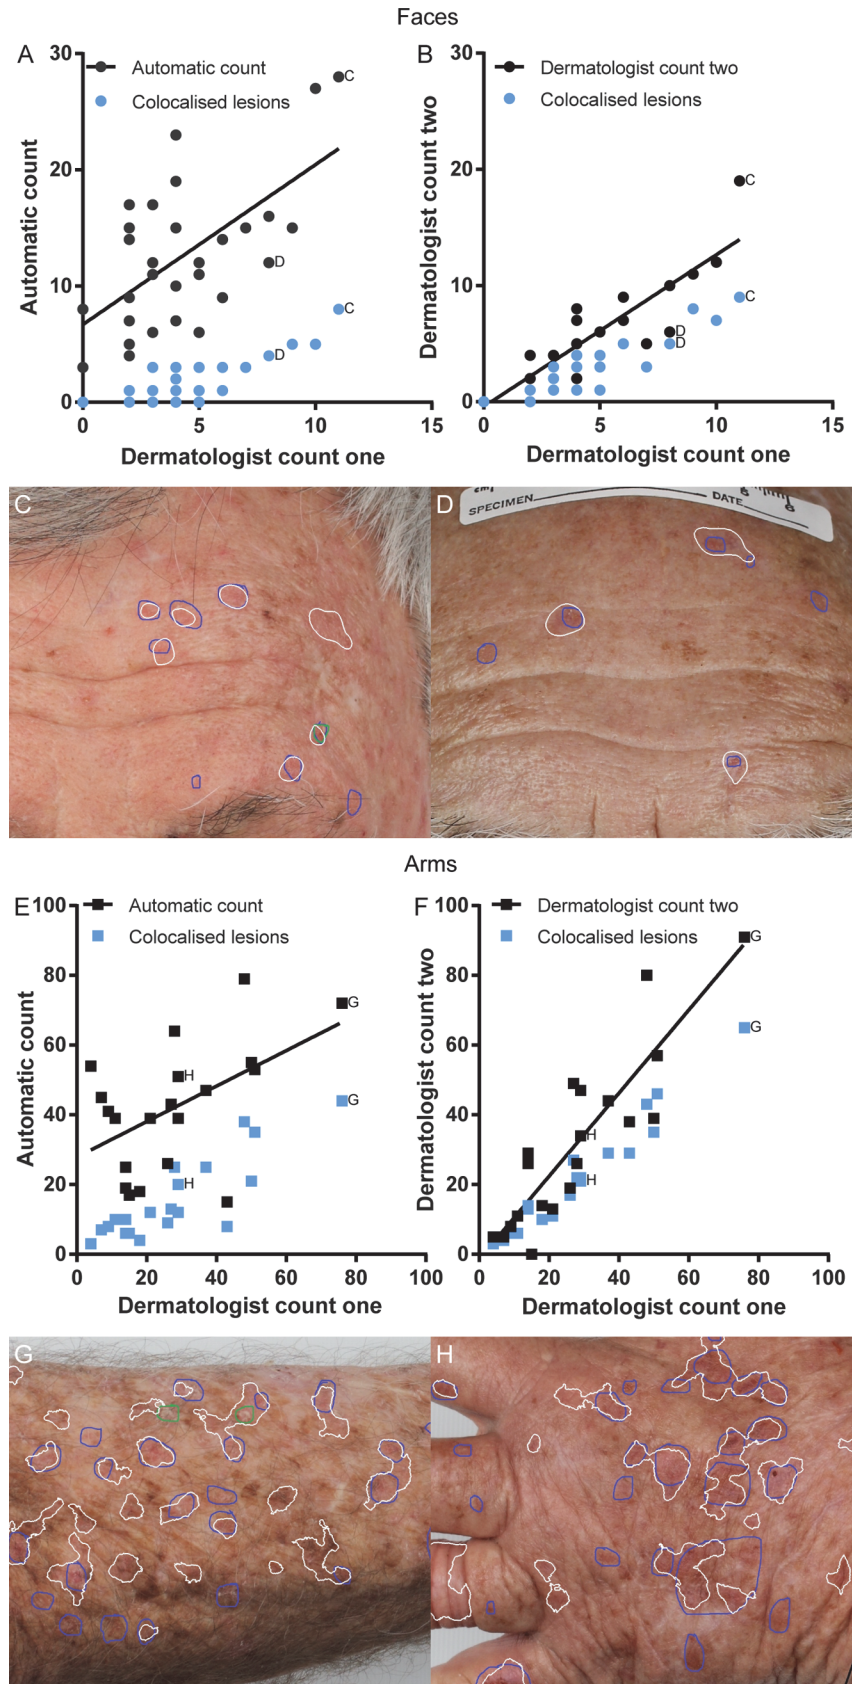 Faces
A
30
20
10
0
0
5
10
15
Automatic count
Dermatologist count one
Automatic count
Colocalised lesions
C
D
D
C
B
30
20
10
0
0
5
10
15
Dermatologist count two
Dermatologist count one
Dermatologist count two
Colocalised lesions
C
C
D
D
C
D
SPECIMEN
DATE
Arms
E
100
80
60
40
20
0
0
20
40
60
80
100
Automatic count
Dermatologist count one
Automatic count
Colocalised lesions
G
H
G
H
F
100
80
60
40
20
0
0
20
40
60
80
100
Dermatologist count two
Dermatologist count one
Dermatologist count two
Colocalised lesions
G
G
H
H
G
H